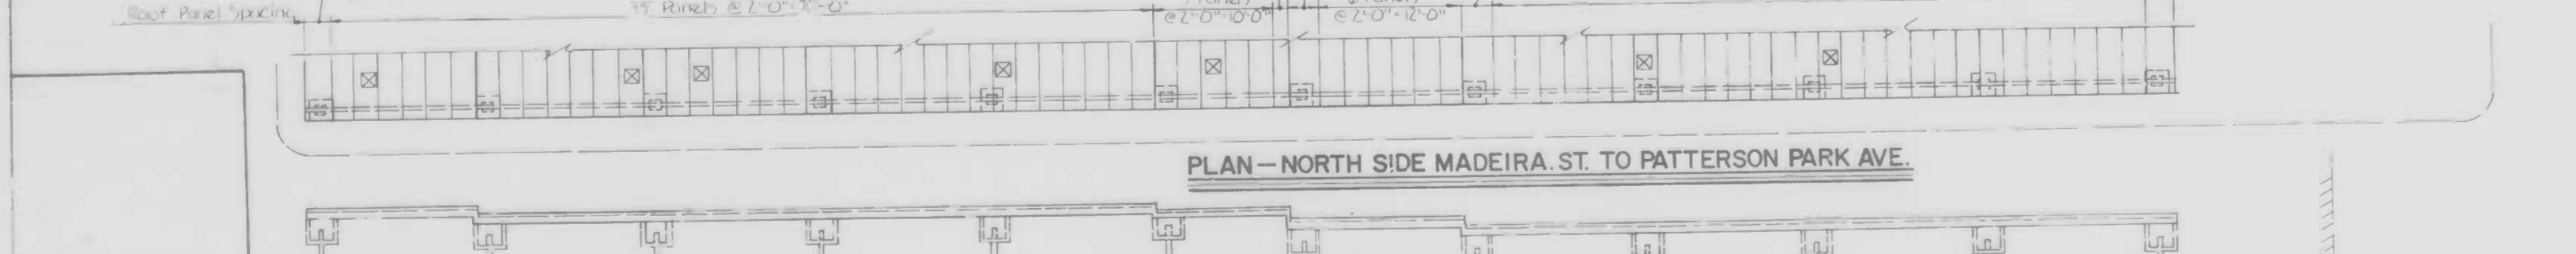 Roof Panel Spacing
35 Panels @ 2'-0"=
@ 2'-0"=10'-0"
@ 2'-0"=12'-0"
PLAN—NORTH SIDE MADEIRA. ST. TO PATTERSON PARK AVE.